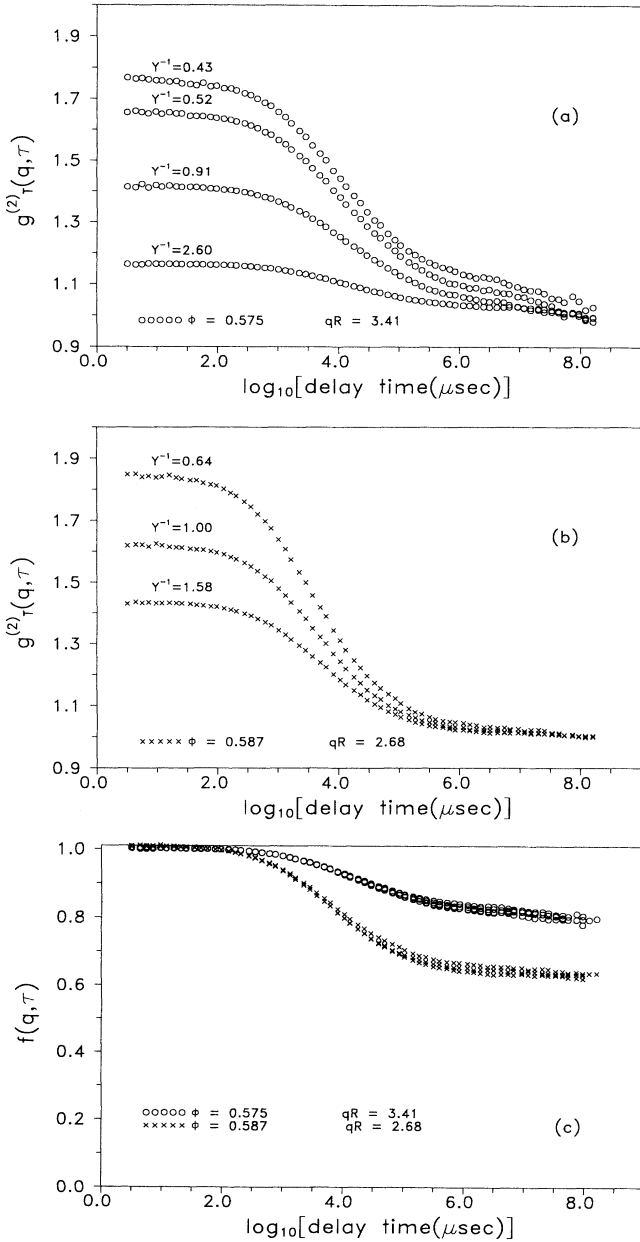 1.9
Y⁻¹=0.43
1.7
Y⁻¹=0.52
(a)
1.5
Y⁻¹=0.91
1.3
Y⁻¹=2.60
1.1
○○○○ ϕ = 0.575 qR = 3.41
0.9
0.0 2.0 4.0 6.0 8.0
g⁽²⁾T(q,τ)
log₁₀[delay time(μsec)]
1.9
Y⁻¹=0.64
(b)
1.7
Y⁻¹=1.00
1.5
Y⁻¹=1.58
1.3
1.1
××××× ϕ = 0.587 qR = 2.68
0.9
0.0 2.0 4.0 6.0 8.0
g⁽²⁾T(q,τ)
log₁₀[delay time(μsec)]
1.0
0.8
0.6
0.4
0.2
○○○○○ ϕ = 0.575 qR = 3.41
××××× ϕ = 0.587 qR = 2.68
(c)
0.0
0.0 2.0 4.0 6.0 8.0
f(q,τ)
log₁₀[delay time(μsec)]